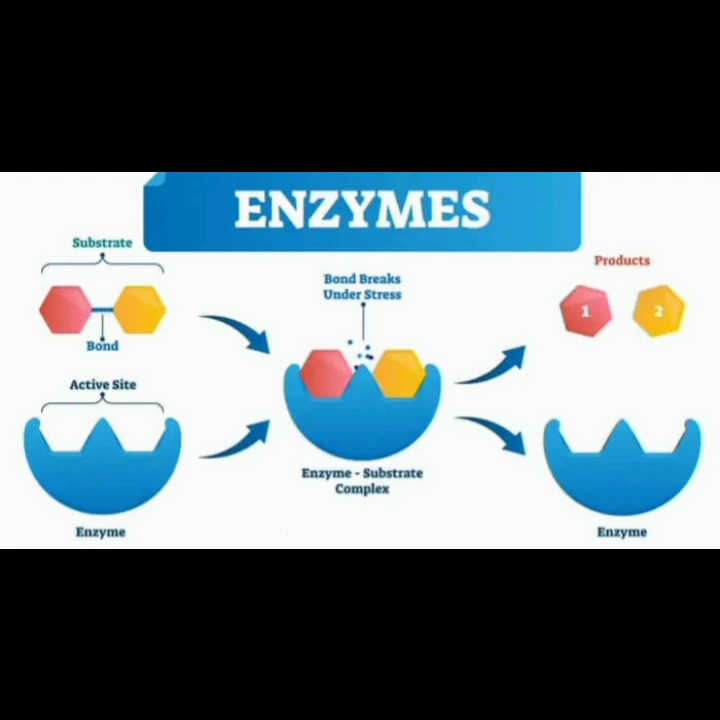 ENZYMES
Substrate
Bond
Active Site
Enzyme
Bond Breaks
Under Stress
Enzyme - Substrate
Complex
Products
1
2
Enzyme